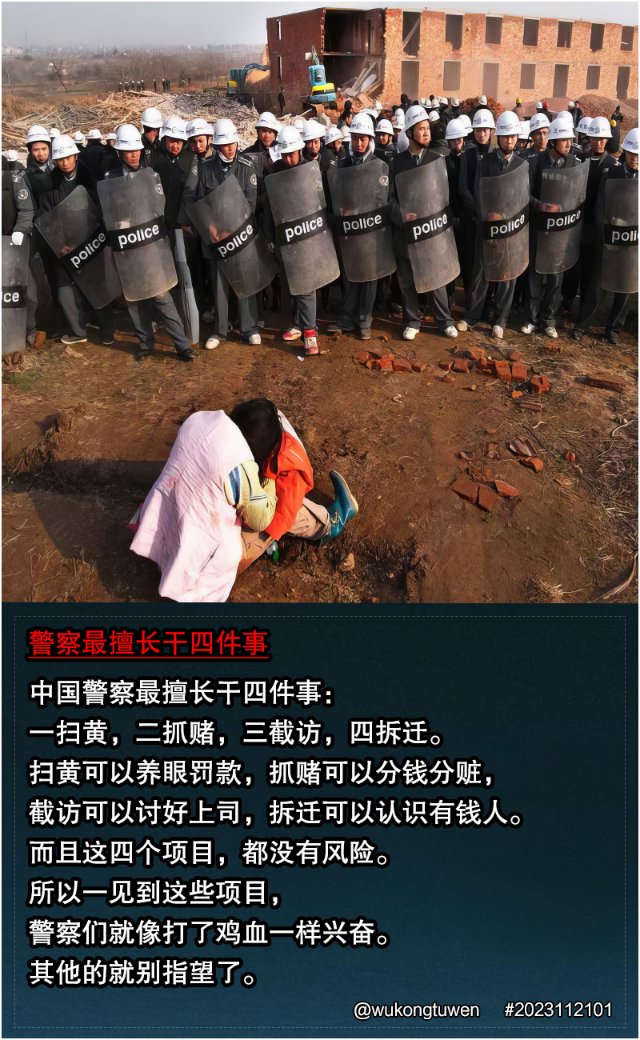 police
police
police
police
police
police
police
police
poli
ice
警察最擅长干四件事
中国警察最擅长干四件事：
一扫黄，二抓赌，三截访，四拆迁。
扫黄可以养眼罚款，抓赌可以分钱分赃，
截访可以讨好上司，拆迁可以认识有钱人。
而且这四个项目，都没有风险。
所以一见到这些项目，
警察们就像打了鸡血一样兴奋。
其他的就别指望了。
@wukongtuwen #2023112101